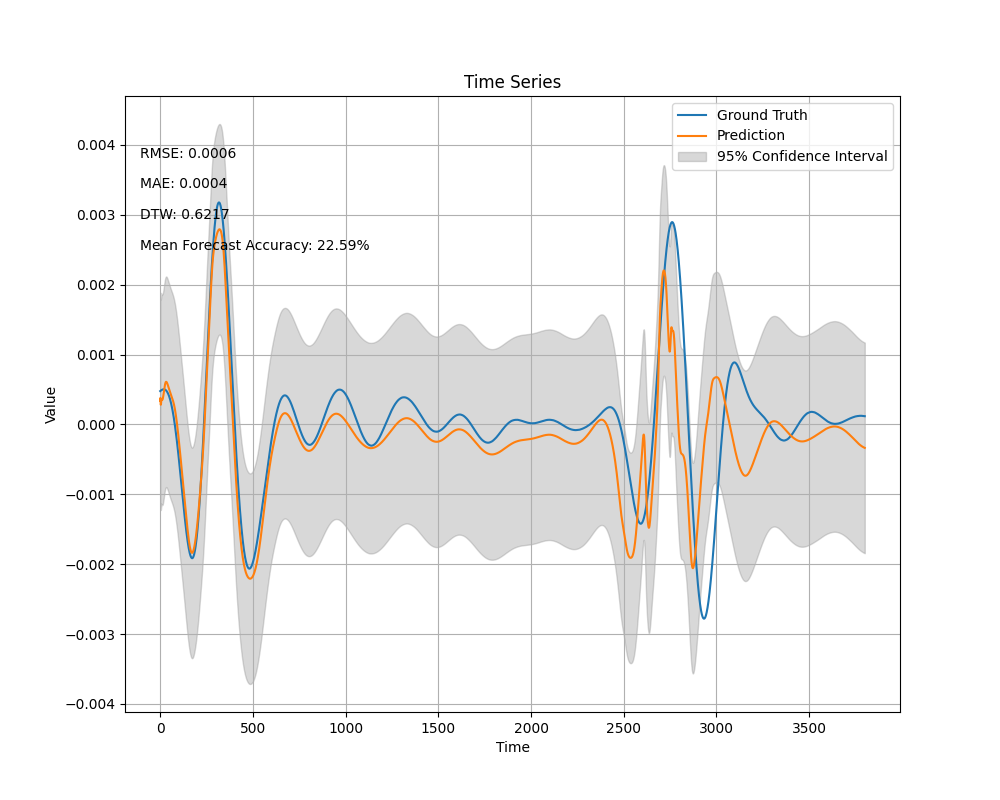 Time Series
Ground Truth
Prediction
95% Confidence Interval
RMSE: 0.0006
MAE: 0.0004
DTW: 0.6217
Mean Forecast Accuracy: 22.59%
Value
0.004
0.003
0.002
0.001
0.000
−0.001
−0.002
−0.003
−0.004
0 500 1000 1500 2000 2500 3000 3500
Time